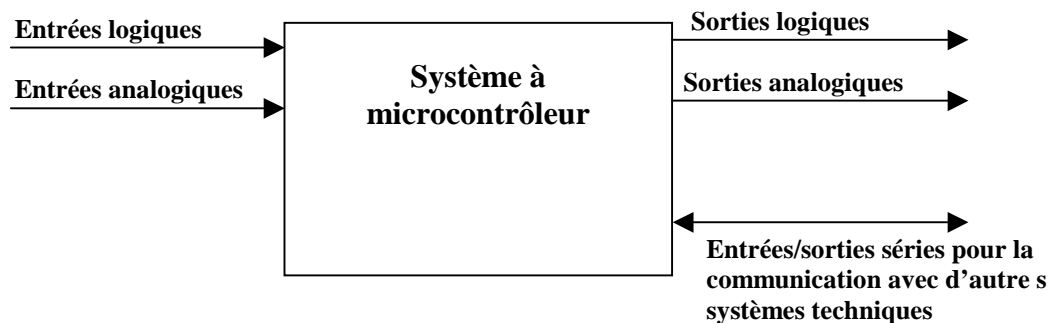 Entrées logiques
Entrées analogiques
Système à
microcontrôleur
Sorties logiques
Sorties analogiques
Entrées/sorties séries pour la
communication avec d’autre s
systèmes techniques